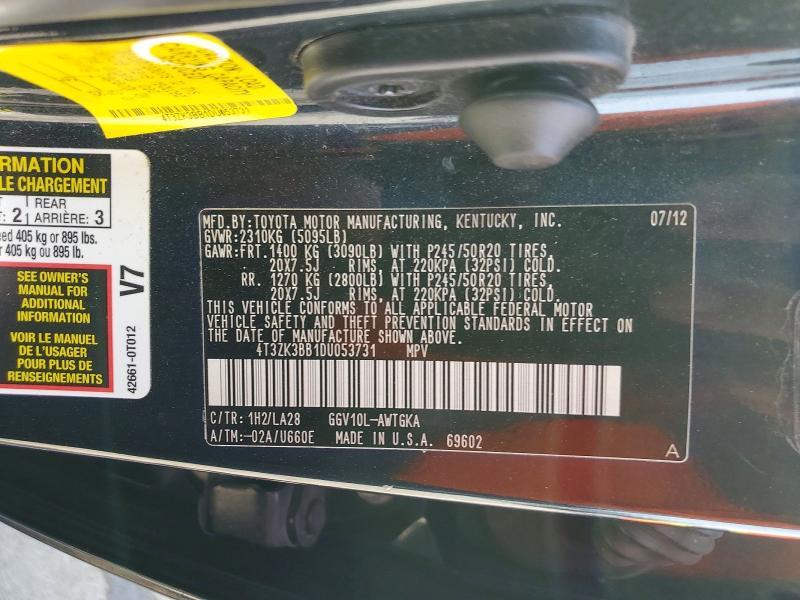 4T3ZK3BB1DU053731
LE CHARGEMENT
REAR
2 ARRIÈRE: 3
405 kg or 895 lbs.
405 kg ou 895 lb.
SEE OWNER'S
MANUAL FOR
ADDITIONAL
INFORMATION
VOIR LE MANUEL
DE L'USAGER
POUR PLUS DE
RENSEIGNEMENTS
V7
42661-0T012
MFD.BY:TOYOTA MOTOR MANUFACTURING, KENTUCKY, INC. 07/12
GVWR:2310KG (5095LB)
GAWR:FRT.1400 KG (3090LB) WITH P245/50R20 TIRES,
20X7.5J RIMS, AT 220KPA (32PSI) COLD.
RR. 1270 KG (2800LB) WITH P245/50R20 TIRES,
20X7.5J RIMS, AT 220KPA (32PSI) COLD.
THIS VEHICLE CONFORMS TO ALL APPLICABLE FEDERAL MOTOR
VEHICLE SAFETY AND THEFT PREVENTION STANDARDS IN EFFECT ON
THE DATE OF MANUFACTURE SHOWN ABOVE.
4T3ZK3BB1DU053731 MPV
C/TR: 1H2/LA28 GGV10L-AWTGKA
A/TM:-02A/U660E MADE IN U.S.A. 69602 A